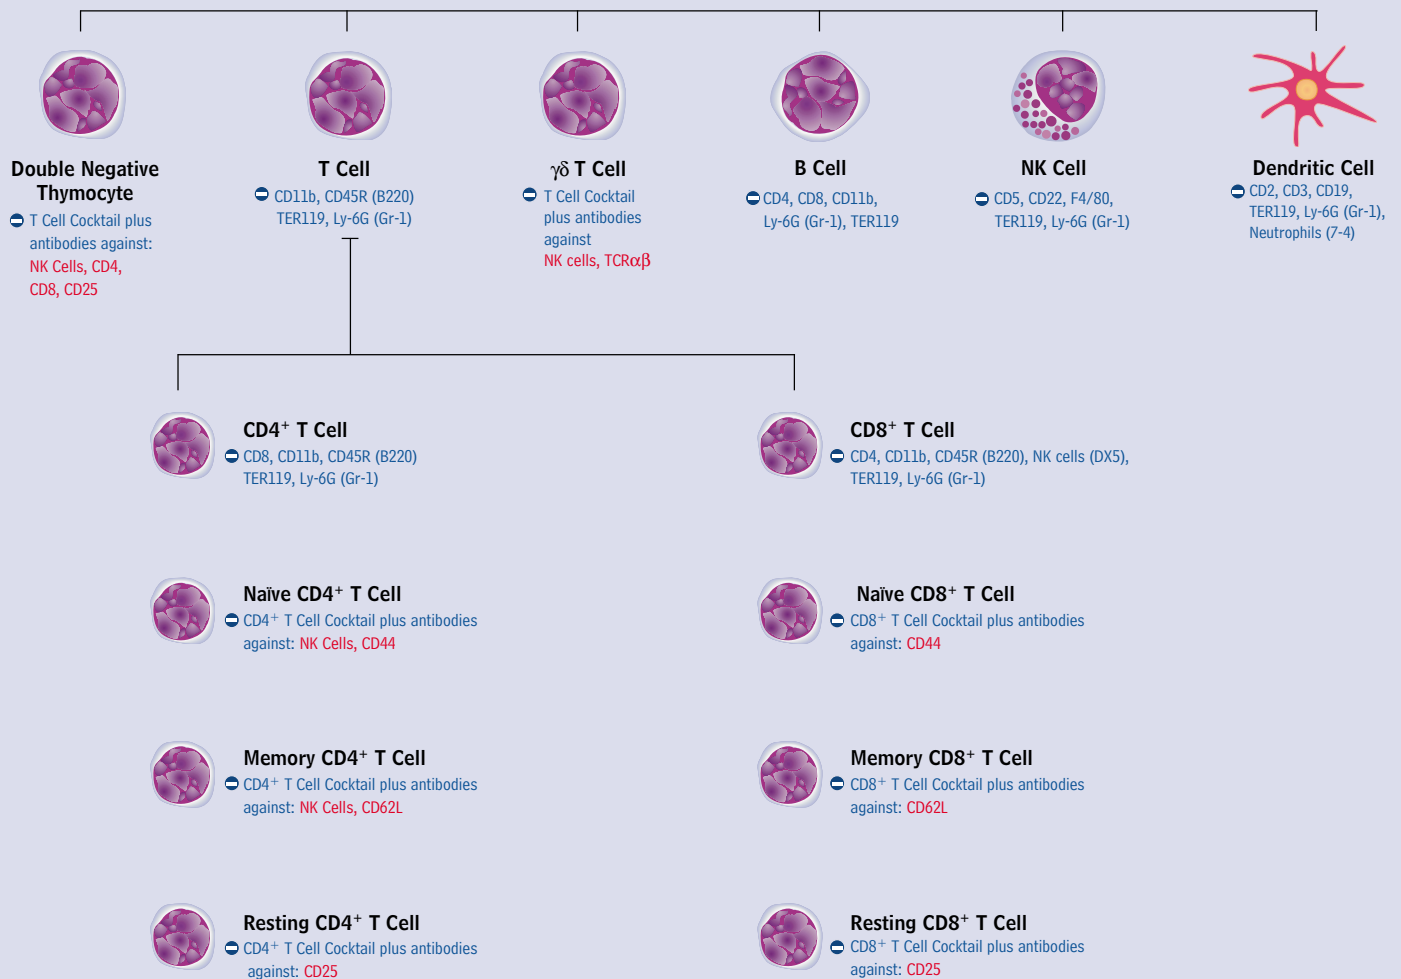 Double Negative
Thymocyte
T Cell Cocktail plus
antibodies against:
NK Cells, CD4,
CD8, CD25
T Cell
CD11b, CD45R (B220)
TER119, Ly-6G (Gr-1)
γδ T Cell
T Cell Cocktail
plus antibodies
against
NK cells, TCRαβ
B Cell
CD4, CD8, CD11b,
Ly-6G (Gr-1), TER119
NK Cell
CD5, CD22, F4/80,
TER119, Ly-6G (Gr-1)
Dendritic Cell
CD2, CD3, CD19,
TER119, Ly-6G (Gr-1),
Neutrophils (7-4)
CD4⁺ T Cell
CD8, CD11b, CD45R (B220)
TER119, Ly-6G (Gr-1)
CD8⁺ T Cell
CD4, CD11b, CD45R (B220), NK cells (DX5),
TER119, Ly-6G (Gr-1)
Naïve CD4⁺ T Cell
CD4⁺ T Cell Cocktail plus antibodies
against: NK Cells, CD44
Naïve CD8⁺ T Cell
CD8⁺ T Cell Cocktail plus antibodies
against: CD44
Memory CD4⁺ T Cell
CD4⁺ T Cell Cocktail plus antibodies
against: NK Cells, CD62L
Memory CD8⁺ T Cell
CD8⁺ T Cell Cocktail plus antibodies
against: CD62L
Resting CD4⁺ T Cell
CD4⁺ T Cell Cocktail plus antibodies
against: CD25
Resting CD8⁺ T Cell
CD8⁺ T Cell Cocktail plus antibodies
against: CD25